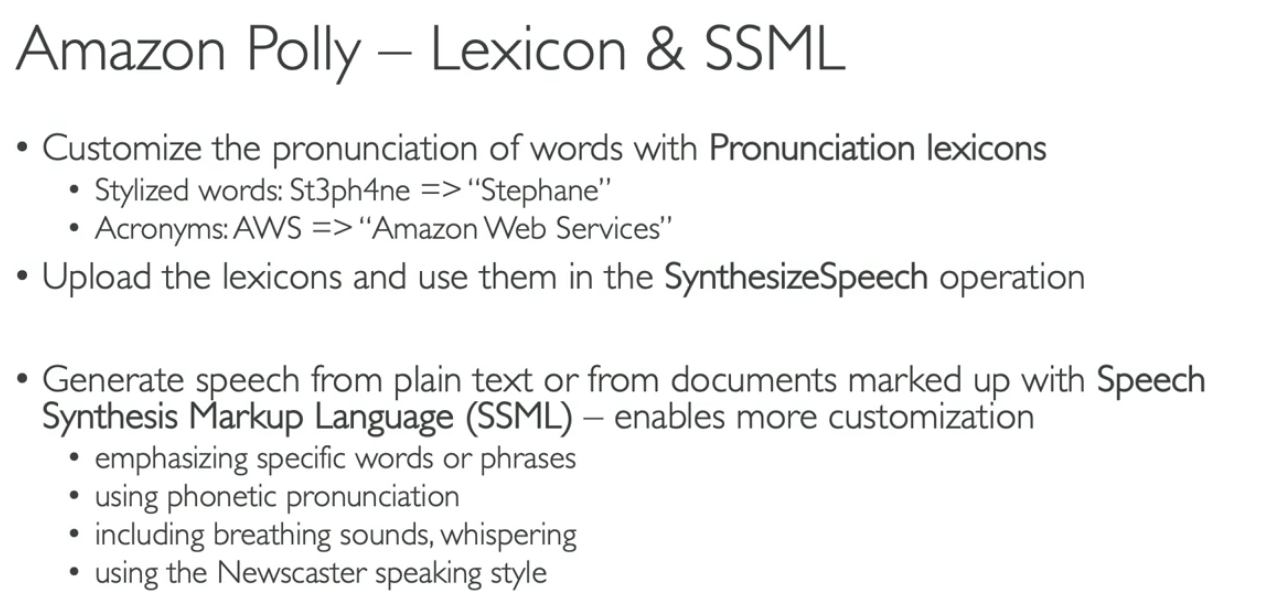 Amazon Polly – Lexicon & SSML
• Customize the pronunciation of words with Pronunciation lexicons
• Stylized words: St3ph4ne => “Stephane”
• Acronyms: AWS => “Amazon Web Services”
• Upload the lexicons and use them in the SynthesizeSpeech operation
• Generate speech from plain text or from documents marked up with Speech
Synthesis Markup Language (SSML) – enables more customization
• emphasizing specific words or phrases
• using phonetic pronunciation
• including breathing sounds, whispering
• using the Newscaster speaking style